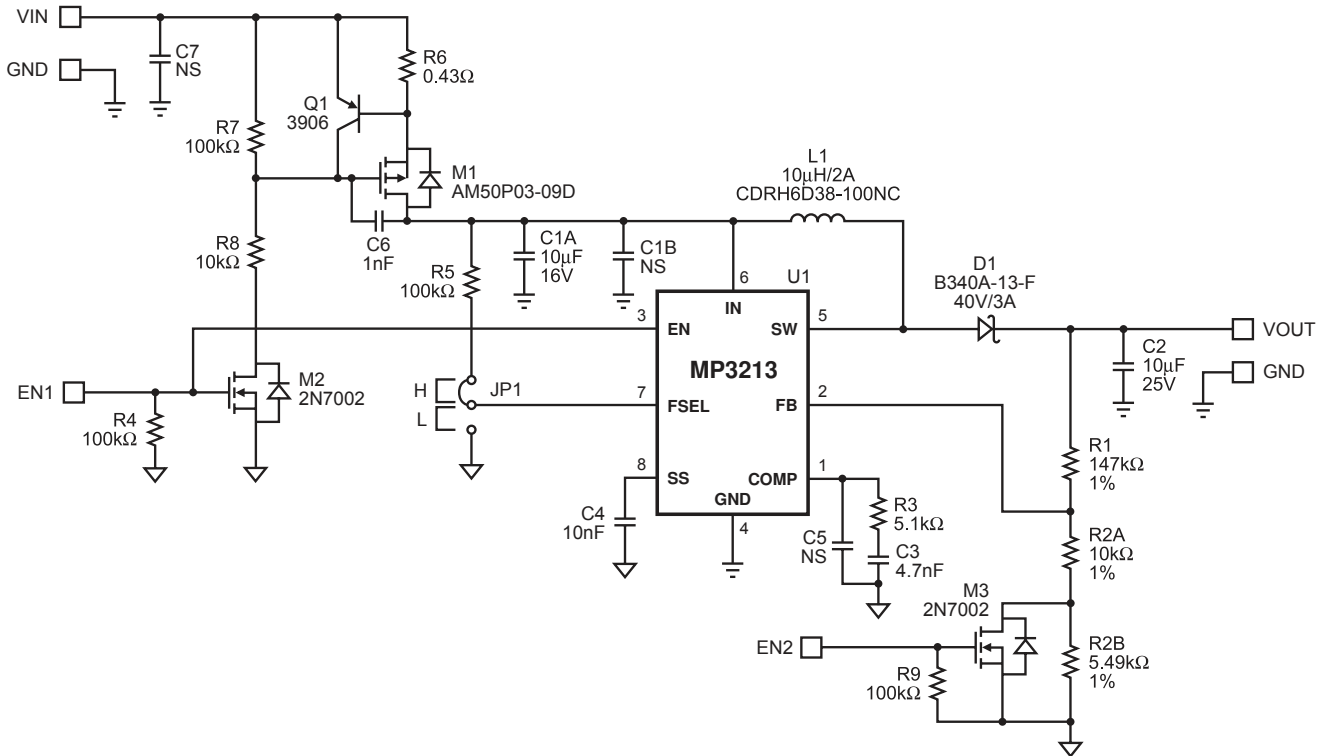 VIN
GND
C7
NS
R6
0.43Ω
Q1
3906
R7
100kΩ
M1
AM50P03-09D
L1
10μH/2A
CDRH6D38-100NC
R8
10kΩ
C6
1nF
R5
100kΩ
C1A
10μF
16V
C1B
NS
6
U1
IN
D1
B340A-13-F
40V/3A
3
EN
SW
5
VOUT
MP3213
C2
10μF
25V
GND
EN1
M2
2N7002
R4
100kΩ
H
JP1
L
7
FSEL
FB
2
R1
147kΩ
1%
8
SS
COMP
1
GND
4
C4
10nF
C5
NS
R3
5.1kΩ
C3
4.7nF
R2A
10kΩ
1%
M3
2N7002
EN2
R9
100kΩ
R2B
5.49kΩ
1%